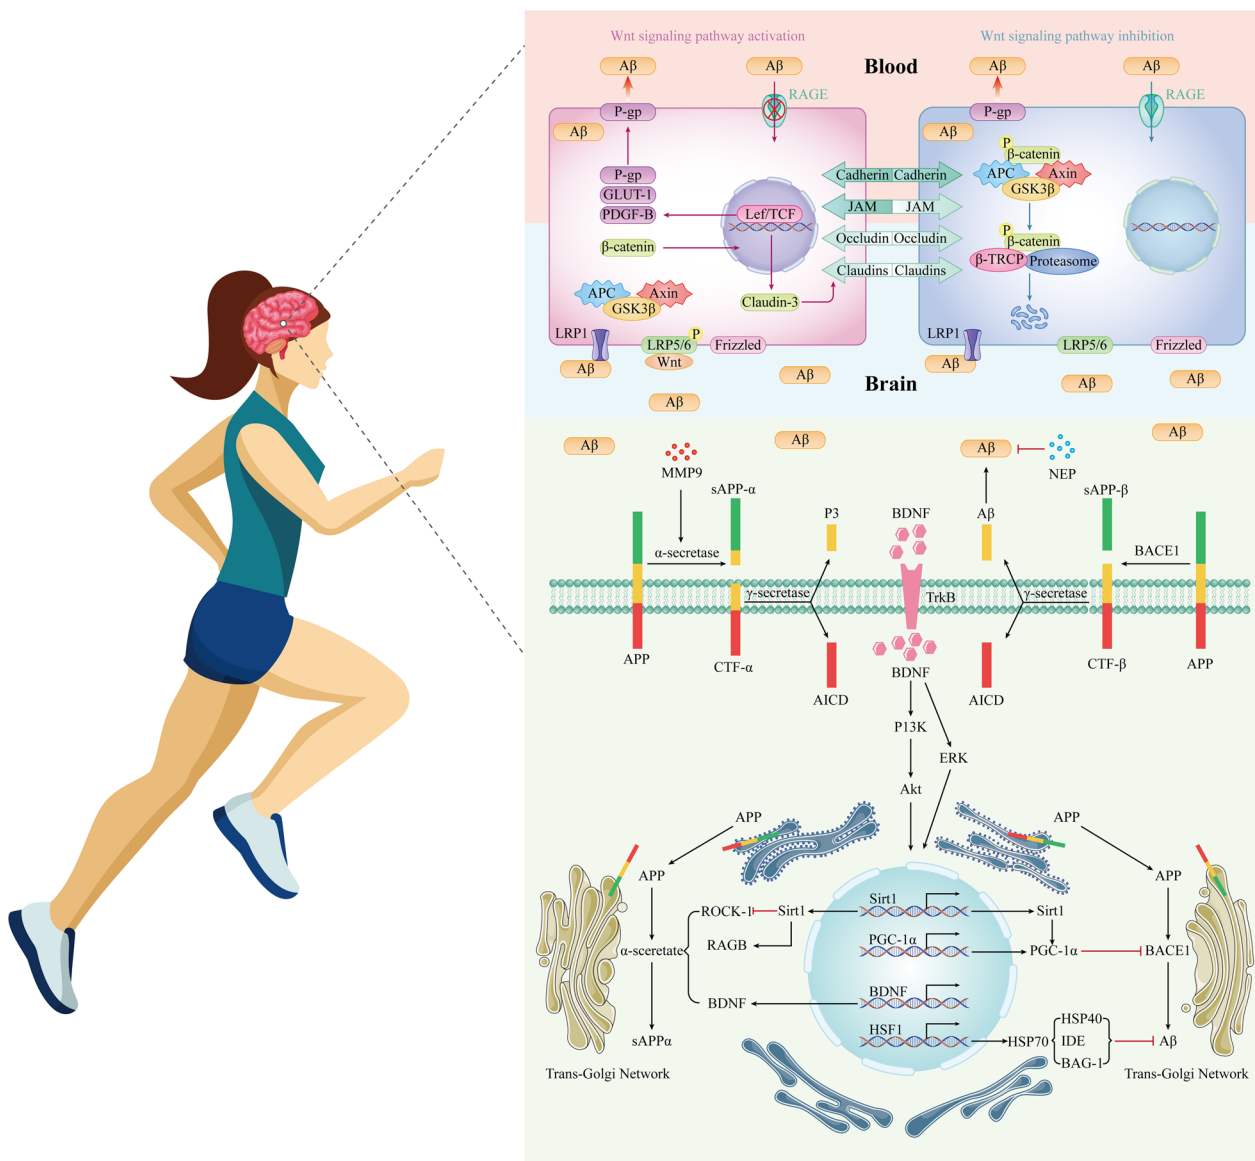 Wnt signaling pathway activation
Wnt signaling pathway inhibition
Aβ
Aβ
Blood
Aβ
Aβ
RAGE
RAGE
P-gp
P-gp
Aβ
Aβ
P
β-catenin
APC
Axin
GSK3β
P-gp
GLUT-1
PDGF-B
Lef/TCF
β-catenin
Cadherin
Cadherin
JAM
JAM
Occludin
Occludin
Claudins
Claudins
P
β-catenin
β-TRCP
Proteasome
APC
Axin
GSK3β
Claudin-3
LRP1
LRP5/6
P
Frizzled
Wnt
Aβ
Aβ
Aβ
LRP1
LRP5/6
Frizzled
Aβ
Aβ
Aβ
Brain
Aβ
Aβ
Aβ
Aβ
MMP9
NEP
sAPP-α
sAPP-β
P3
BDNF
Aβ
α-secretase
BACE1
γ-secretase
TrkB
γ-secretase
APP
CTF-α
BDNF
CTF-β
APP
AICD
AICD
P13K
ERK
Akt
APP
APP
APP
APP
ROCK-1
Sirt1
Sirt1
Sirt1
α-sceretate
RAGB
PGC-1α
PGC-1α
BACE1
BDNF
BDNF
HSF1
HSP70
HSP40
IDE
BAG-1
sAPPα
Aβ
Trans-Golgi Network
Trans-Golgi Network